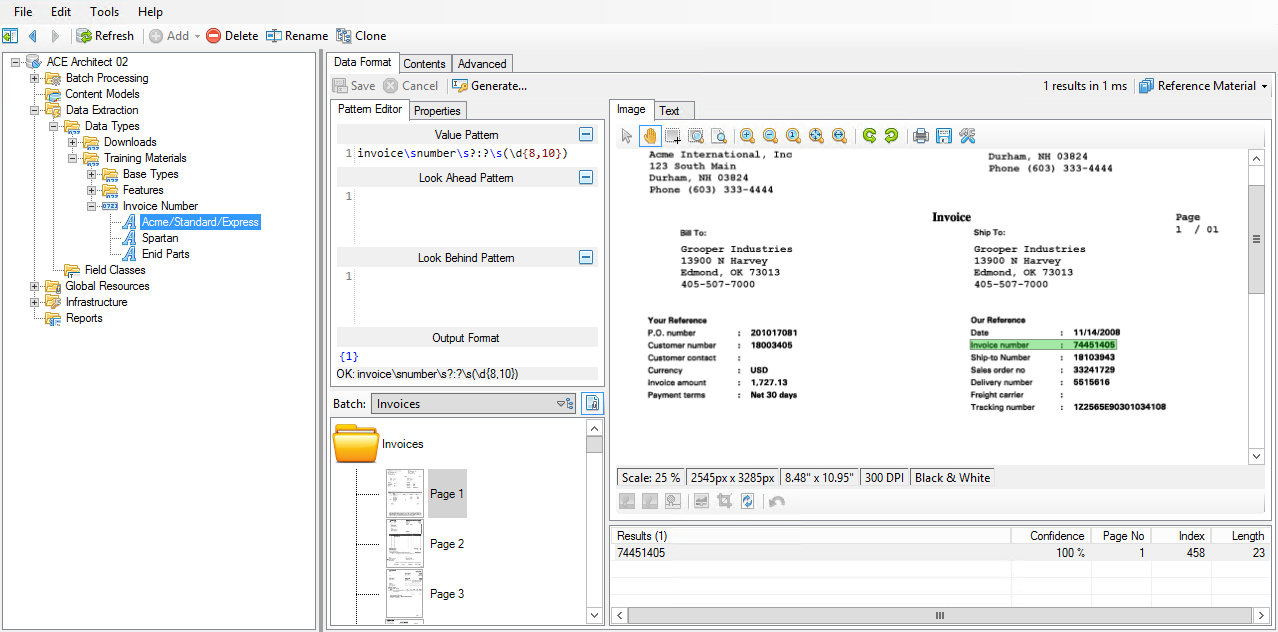 File Edit Tools Help
Refresh Add Delete Rename Clone
ACE Architect 02
Batch Processing
Content Models
Data Extraction
Data Types
Downloads
Training Materials
Base Types
Features
Invoice Number
Acme/Standard/Express
Spartan
Enid Parts
Field Classes
Global Resources
Infrastructure
Reports
Data Format Contents Advanced
Save Cancel Generate... 1 results in 1 ms Reference Material
Pattern Editor Properties
Value Pattern
1 invoice\snumber\s?:?\s(\d{8,10})
Look Ahead Pattern
1
Look Behind Pattern
1
Output Format
{1}
OK: invoice\snumber\s?:?\s(\d{8,10})
Batch: Invoices
Invoices
Page 1
Page 2
Page 3
Image Text
Acme International, Inc
123 South Main
Durham, NH 03824
Phone (603) 333-4444
Durham, NH 03824
Phone (603) 333-4444
Invoice
Page
1 / 01
Bill To:
Grooper Industries
13900 N Harvey
Edmond, OK 73013
405-507-7000
Ship To:
Grooper Industries
13900 N Harvey
Edmond, OK 73013
405-507-7000
Your Reference
P.O. number : 201017081
Customer number : 18003405
Customer contact :
Currency : USD
Invoice amount : 1,727.13
Payment terms : Net 30 days
Our Reference
Date : 11/14/2008
Invoice number : 74451405
Ship-to Number : 18103943
Sales order no : 33241729
Delivery number : 5515616
Freight carrier :
Tracking number : 1Z2565E90301034108
Scale: 25 % 2545px x 3285px 8.48" x 10.95" 300 DPI Black & White
Results (1) Confidence Page No Index Length
74451405 100 % 1 458 23